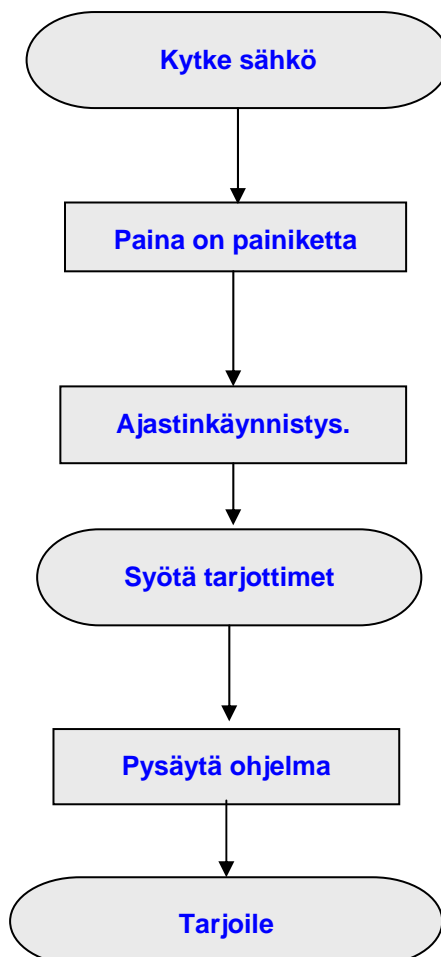 Kytke sähkö
Paina on painiketta
Ajastinkäynnistys.
Syötä tarjottimet
Pysäytä ohjelma
Tarjoile